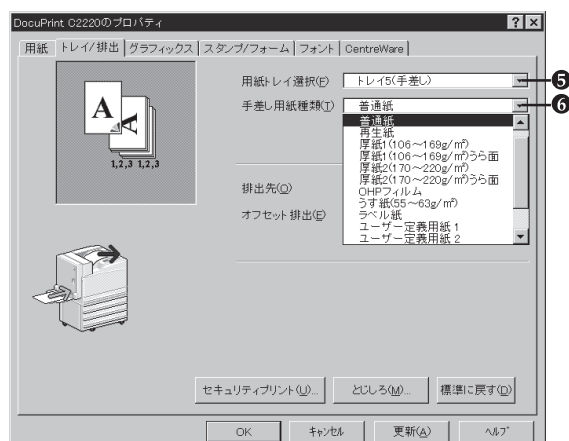 DocuPrint C2220のプロパティ
用紙 トレイ/排出 グラフィックス スタンプ/フォーム フォント CentreWare
A
A
1,2,3 1,2,3
用紙トレイ選択(F) トレイ5(手差し) ❺
手差し用紙種類(T) 普通紙 ❻
普通紙
再生紙
厚紙1(106～169g/㎡)
厚紙1(106～169g/㎡)うら面
厚紙2(170～220g/㎡)
厚紙2(170～220g/㎡)うら面
OHPフィルム
うす紙(55～63g/㎡)
ラベル紙
ユーザー定義用紙 1
ユーザー定義用紙 2
排出先(O)
オフセット排出(E)
セキュリティプリント(U)... とじしろ(M)... 標準に戻す(D)
OK キャンセル 更新(A) ヘルプ